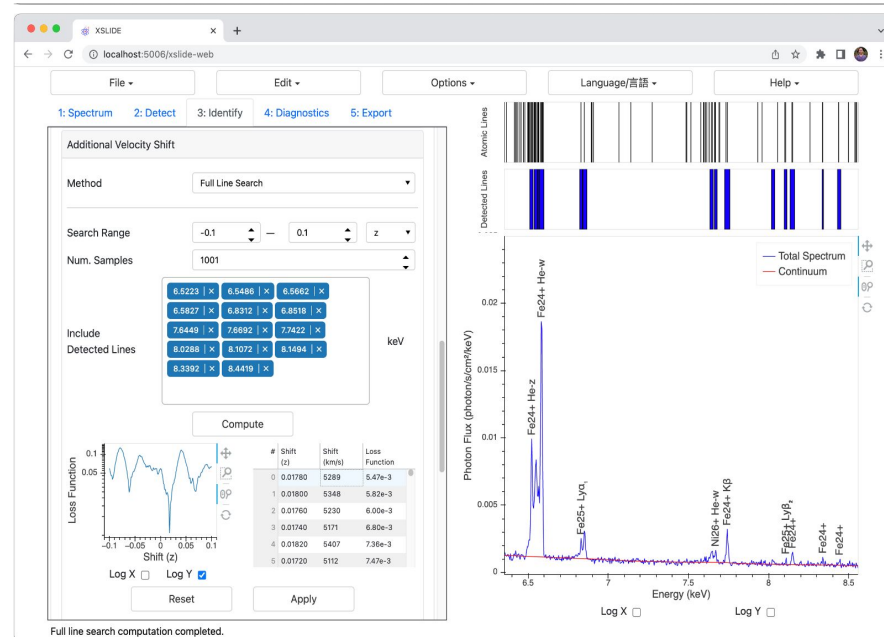 XSLIDE
localhost:5006/xslide-web
File
Edit
Options
Language/言語
Help
1: Spectrum
2: Detect
3: Identify
4: Diagnostics
5: Export
Additional Velocity Shift
Method
Full Line Search
Search Range
-0.1
—
0.1
z
Num. Samples
1001
Include
Detected Lines
6.5223 | × 6.5486 | × 6.5662 | ×
6.5827 | × 6.8312 | × 6.8518 | ×
7.6449 | × 7.6692 | × 7.7422 | ×
8.0288 | × 8.1072 | × 8.1494 | ×
8.3392 | × 8.4419 | ×
keV
Compute
Loss Function
0.1
0.05
-0.1 -0.05 0 0.05 0.1
Shift (z)
Log X
Log Y
# Shift (z) Shift (km/s) Loss Function
0 0.01780 5289 5.47e-3
1 0.01800 5348 5.82e-3
2 0.01760 5230 6.00e-3
3 0.01740 5171 6.80e-3
4 0.01820 5407 7.36e-3
5 0.01720 5112 7.47e-3
Reset
Apply
Full line search computation completed.
Atomic Lines
Detected Lines
Total Spectrum
Continuum
Photon Flux (photon/s/cm²/keV)
0.02
0.015
0.01
0.005
0
Fe24+ He-z
Fe24+ He-w
Fe25+ Lyα₁
Ni26+ He-w
Fe24+ Kβ
Fe25+ Lyβ₂
Fe24+
Fe24+
Fe24+
6.5 7 7.5 8 8.5
Energy (keV)
Log X
Log Y